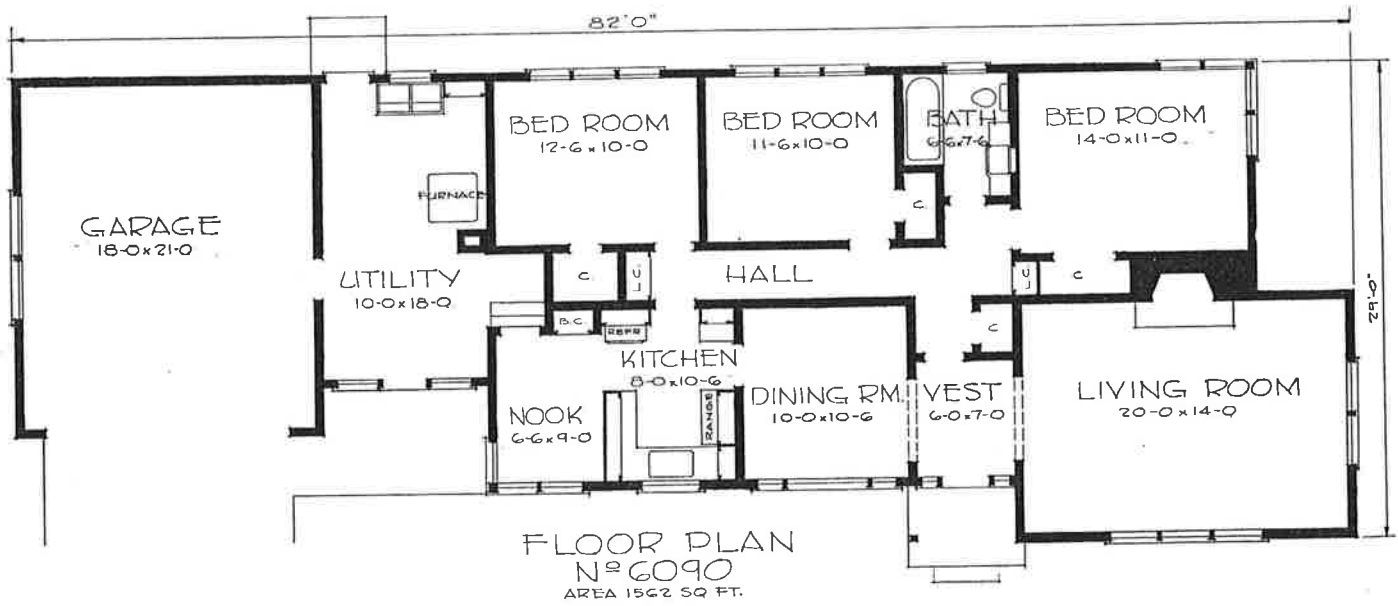 82'0"
BED ROOM
12-6 x 10-0
BED ROOM
11-6 x 10-0
BATH
6-6 x 7-6
BED ROOM
14-0 x 11-0
FURNACE
GARAGE
18-0 x 21-0
C.
UTILITY
10-0 x 18-0
C.
L
U
HALL
L
U
C
29'-0"
B.C.
REFR
C
KITCHEN
8-0 x 10-6
NOOK
6-6 x 9-0
RANGE
DINING RM.
10-0 x 10-6
VEST
6-0 x 7-0
LIVING ROOM
20-0 x 14-0
FLOOR PLAN
Nº 6090
AREA 1562 SQ FT.